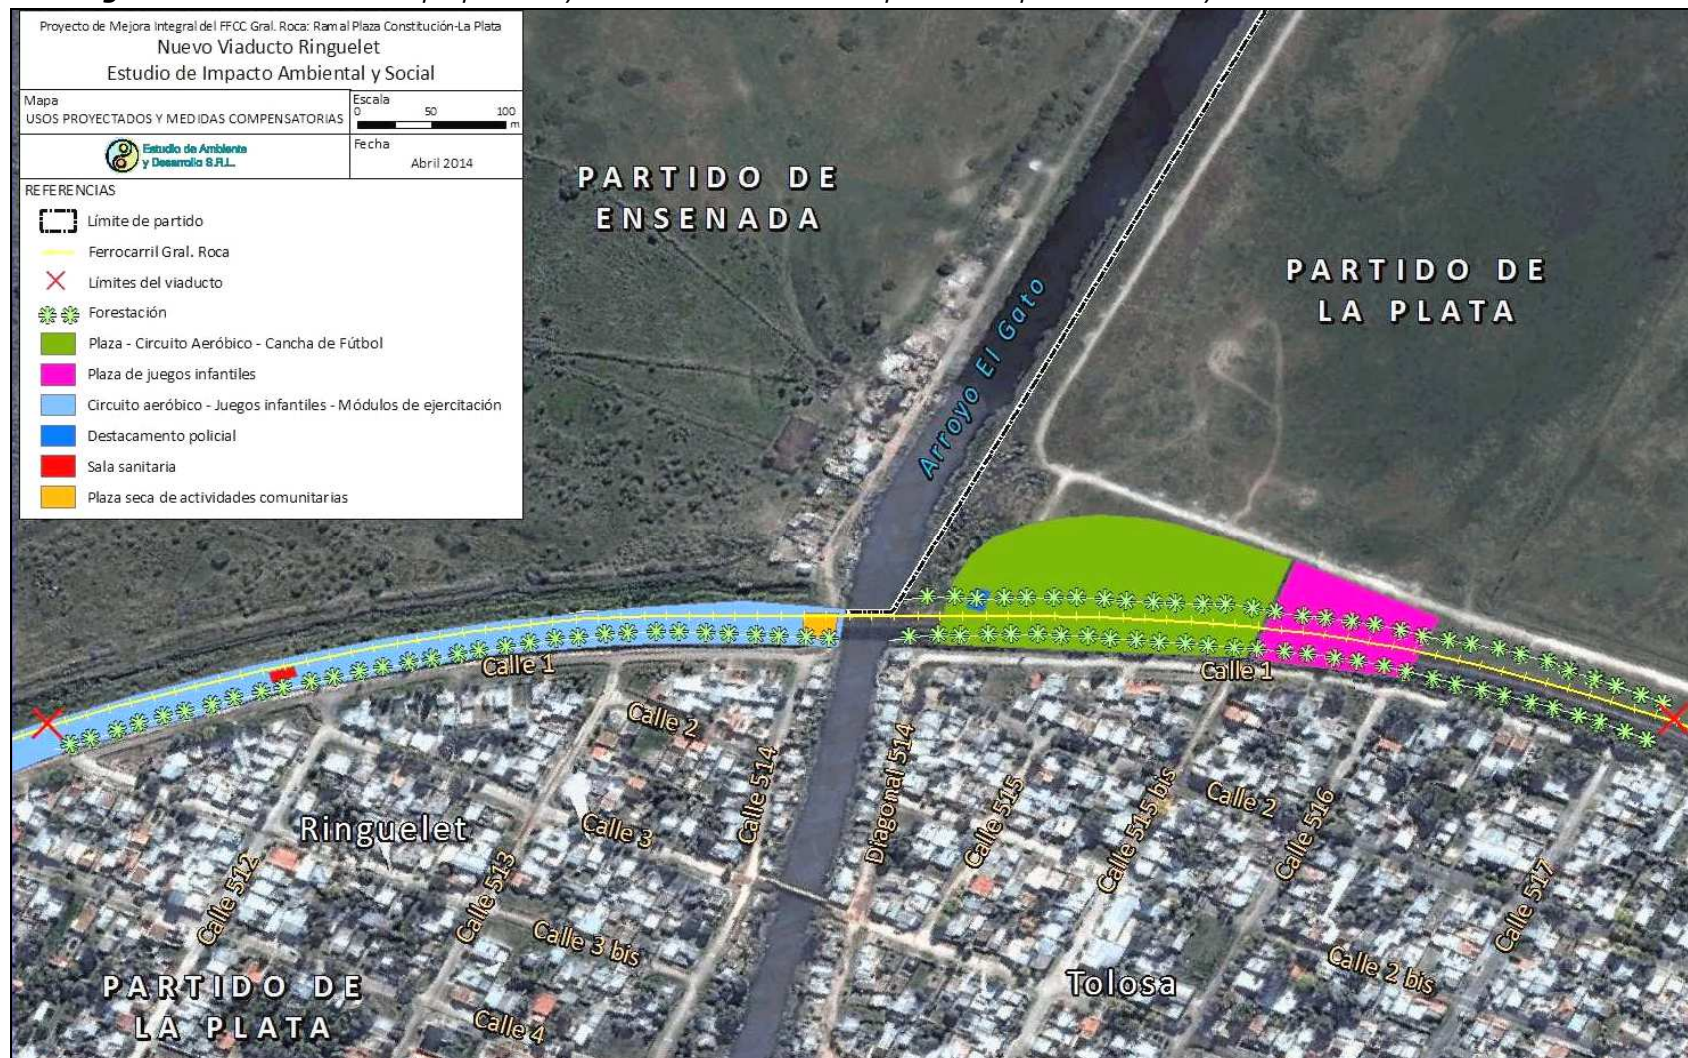 Proyecto de Mejora Integral del FFCC Gral. Roca: Ramal Plaza Constitución-La Plata
Nuevo Viaducto Ringuelet
Estudio de Impacto Ambiental y Social
Mapa
USOS PROYECTADOS Y MEDIDAS COMPENSATORIAS
Escala
0 50 100
m
Estudio de Ambiente
y Desarrollo S.R.L.
Fecha
Abril 2014
REFERENCIAS
Límite de partido
Ferrocarril Gral. Roca
Límites del viaducto
Forestación
Plaza - Circuito Aeróbico - Cancha de Fútbol
Plaza de juegos infantiles
Circuito aeróbico - Juegos infantiles - Módulos de ejercitación
Destacamento policial
Sala sanitaria
Plaza seca de actividades comunitarias
PARTIDO DE
ENSENADA
PARTIDO DE
LA PLATA
Arroyo El Gato
Calle 1
Calle 1
Calle 2
Calle 514
Diagonal 514
Calle 515
Calle 515 bis
Calle 2
Calle 516
Calle 517
Ringuelet
Calle 3
Calle 512
Calle 513
Calle 3 bis
Calle 2 bis
Tolosa
PARTIDO DE
LA PLATA
Calle 4